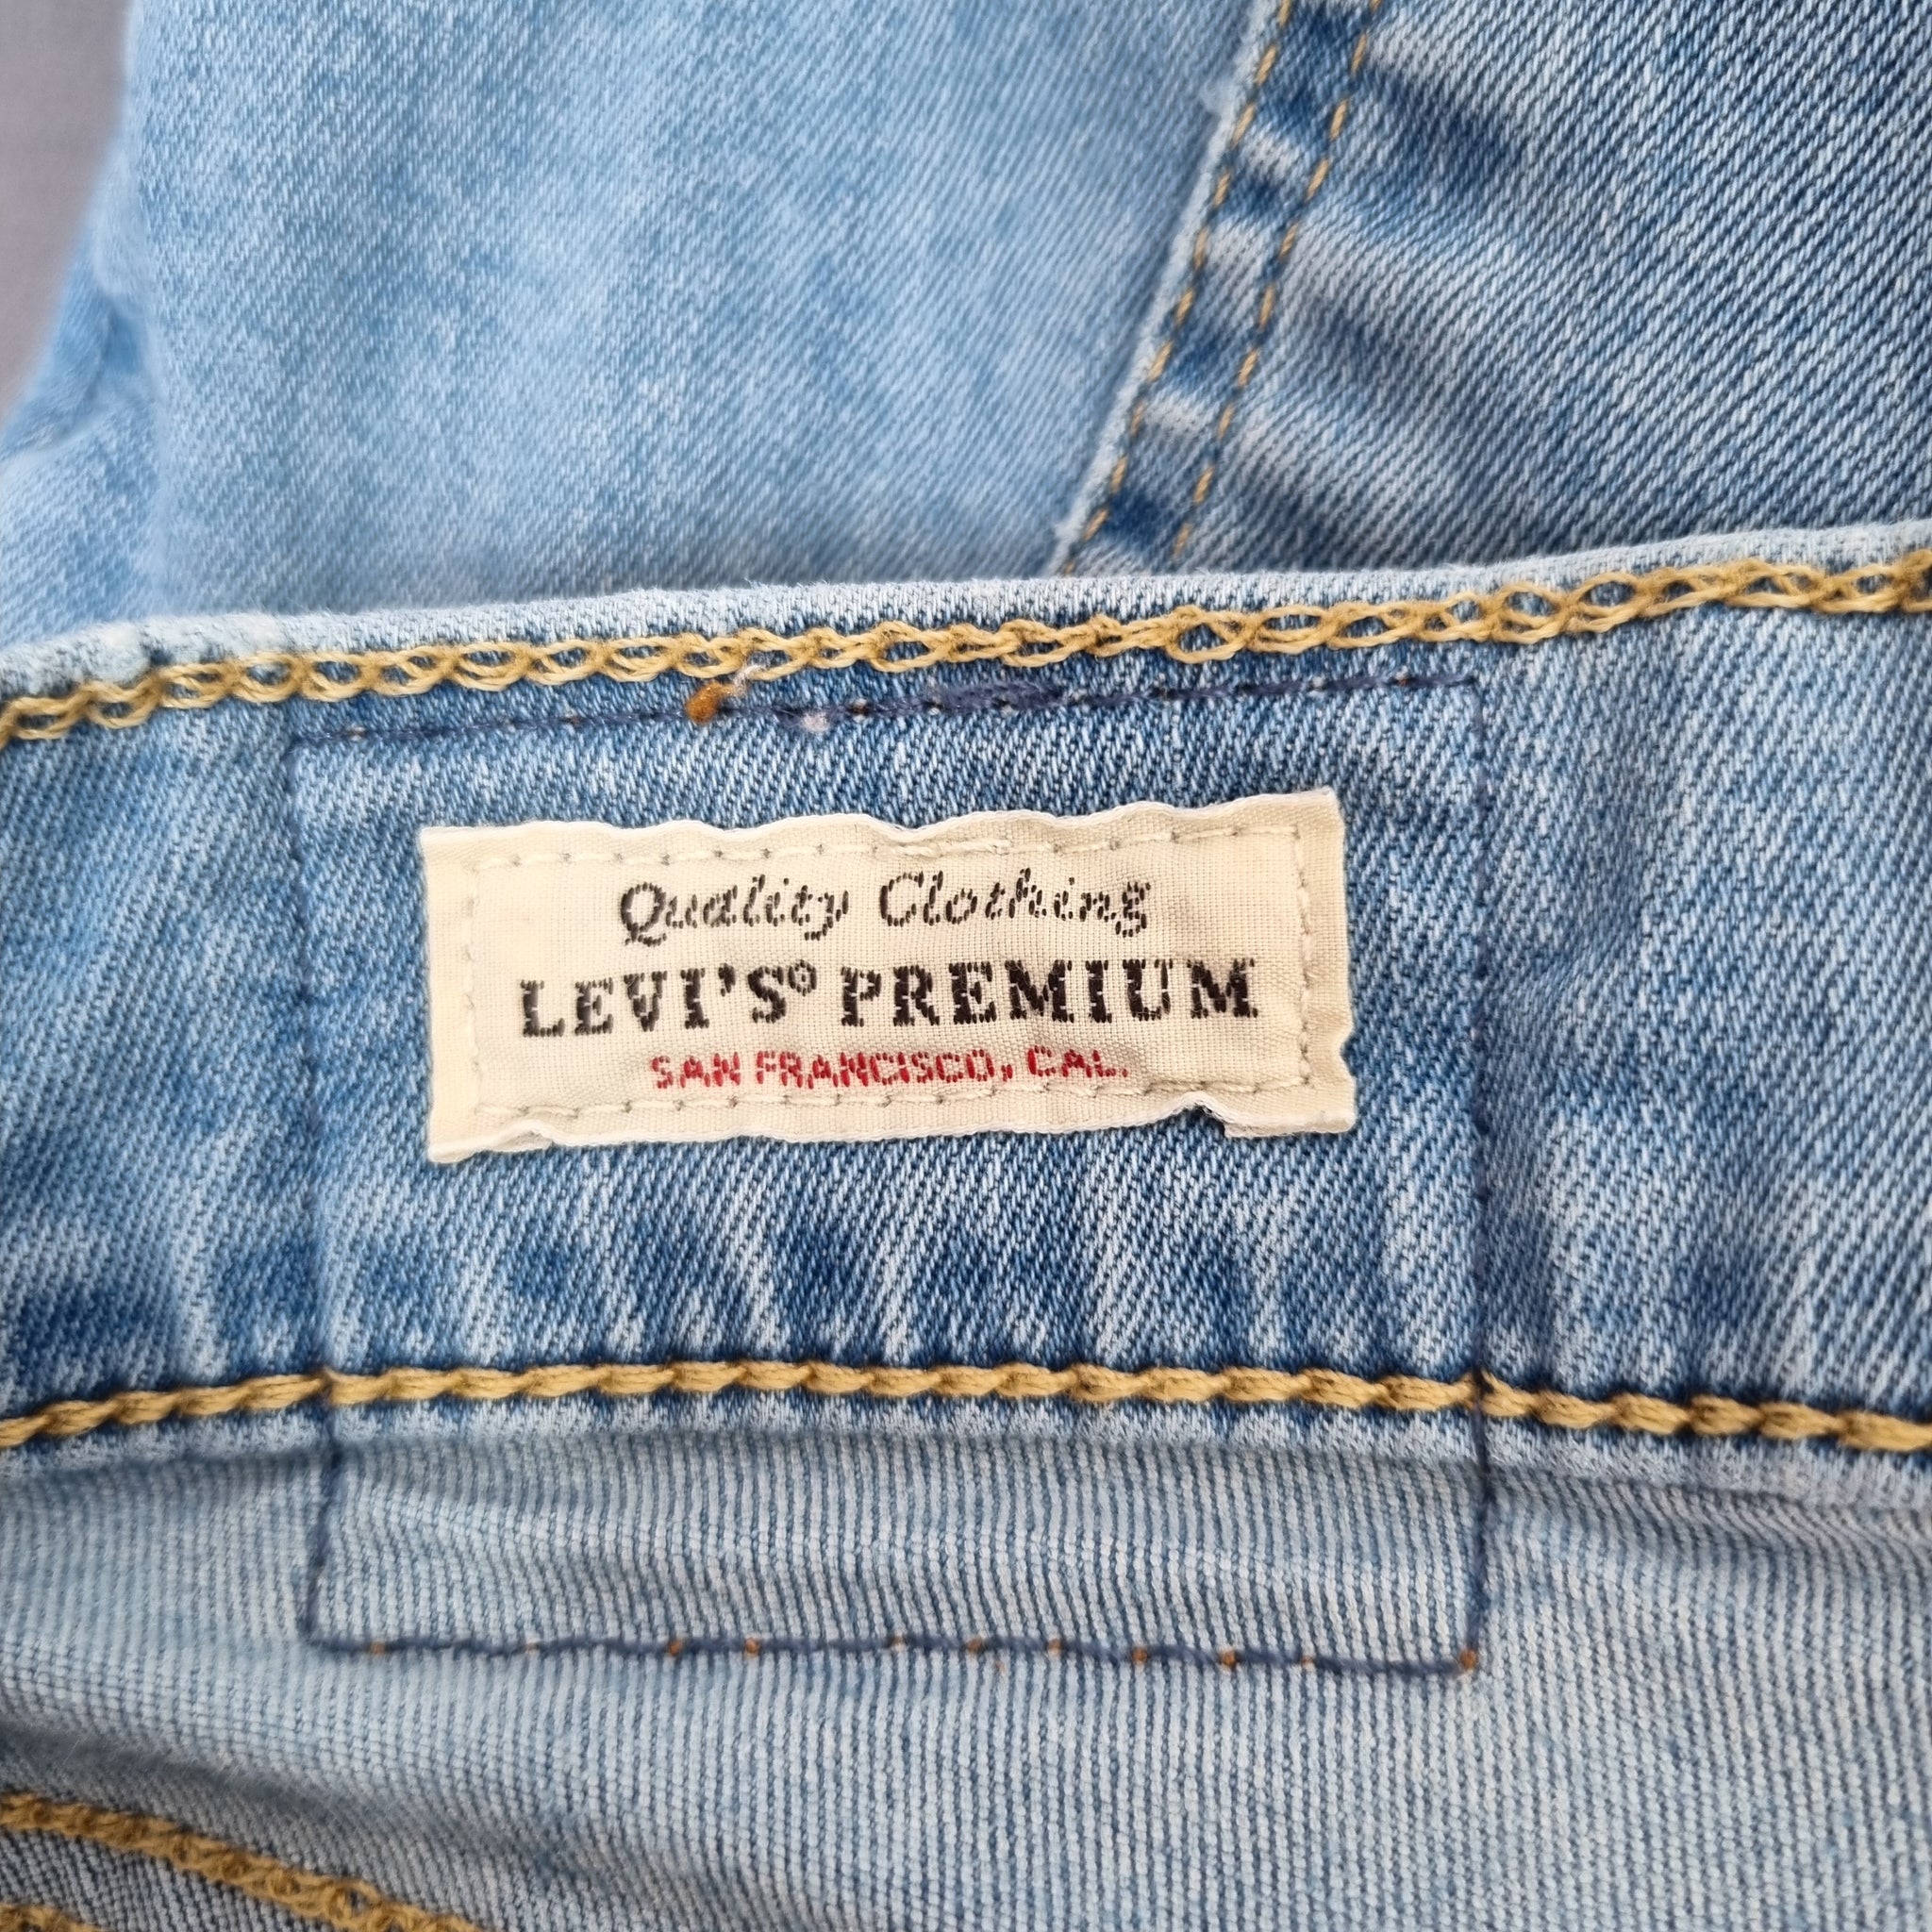 Quality Clothing
LEVI'S® PREMIUM
SAN FRANCISCO, CAL.